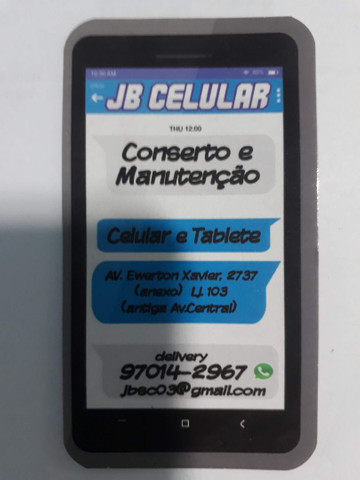 JB CELULAR
THU 12:00
Conserto e
Manutenção
Celular e Tablete
AV. Ewerton Xavier, 2737
(anexo) Lj. 103
(antiga Av.Central)
delivery
97014-2967
jbec03@gmail.com